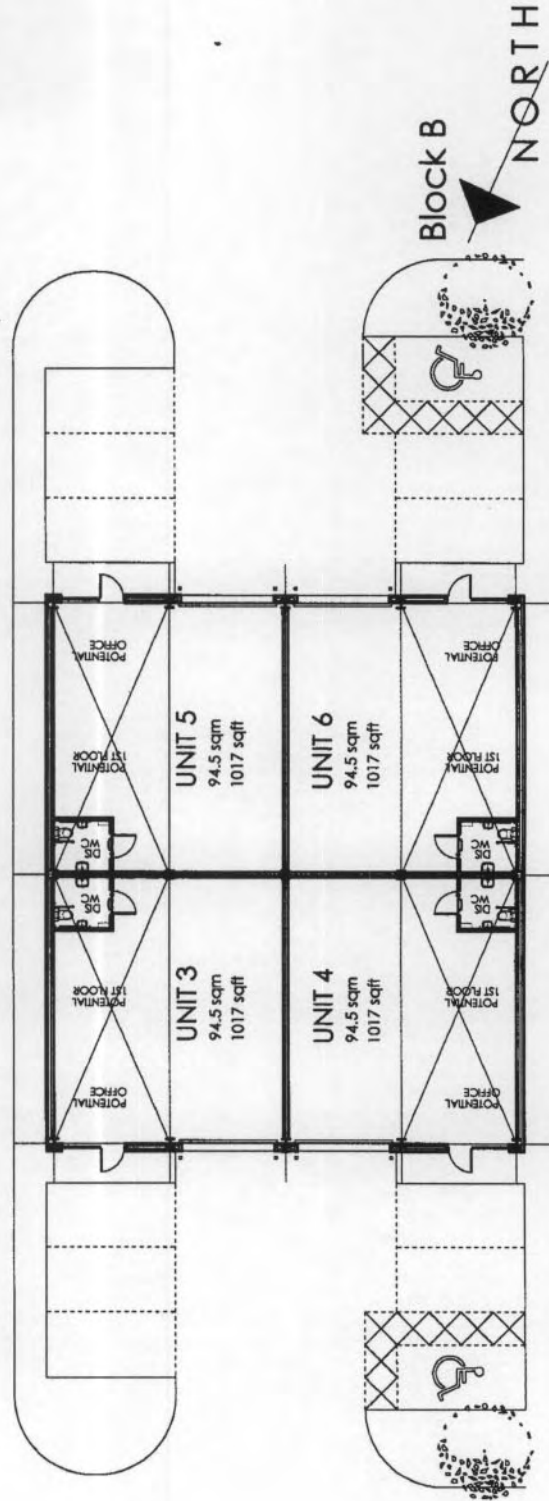 Block B
NORTH
POTENTIAL
OFFICE
POTENTIAL
1ST FLOOR
DIS
WC
UNIT 5
94.5 sqm
1017 sqft
UNIT 6
94.5 sqm
1017 sqft
POTENTIAL
OFFICE
POTENTIAL
1ST FLOOR
DIS
WC
DIS
WC
POTENTIAL
1ST FLOOR
POTENTIAL
OFFICE
UNIT 3
94.5 sqm
1017 sqft
UNIT 4
94.5 sqm
1017 sqft
DIS
WC
POTENTIAL
1ST FLOOR
POTENTIAL
OFFICE